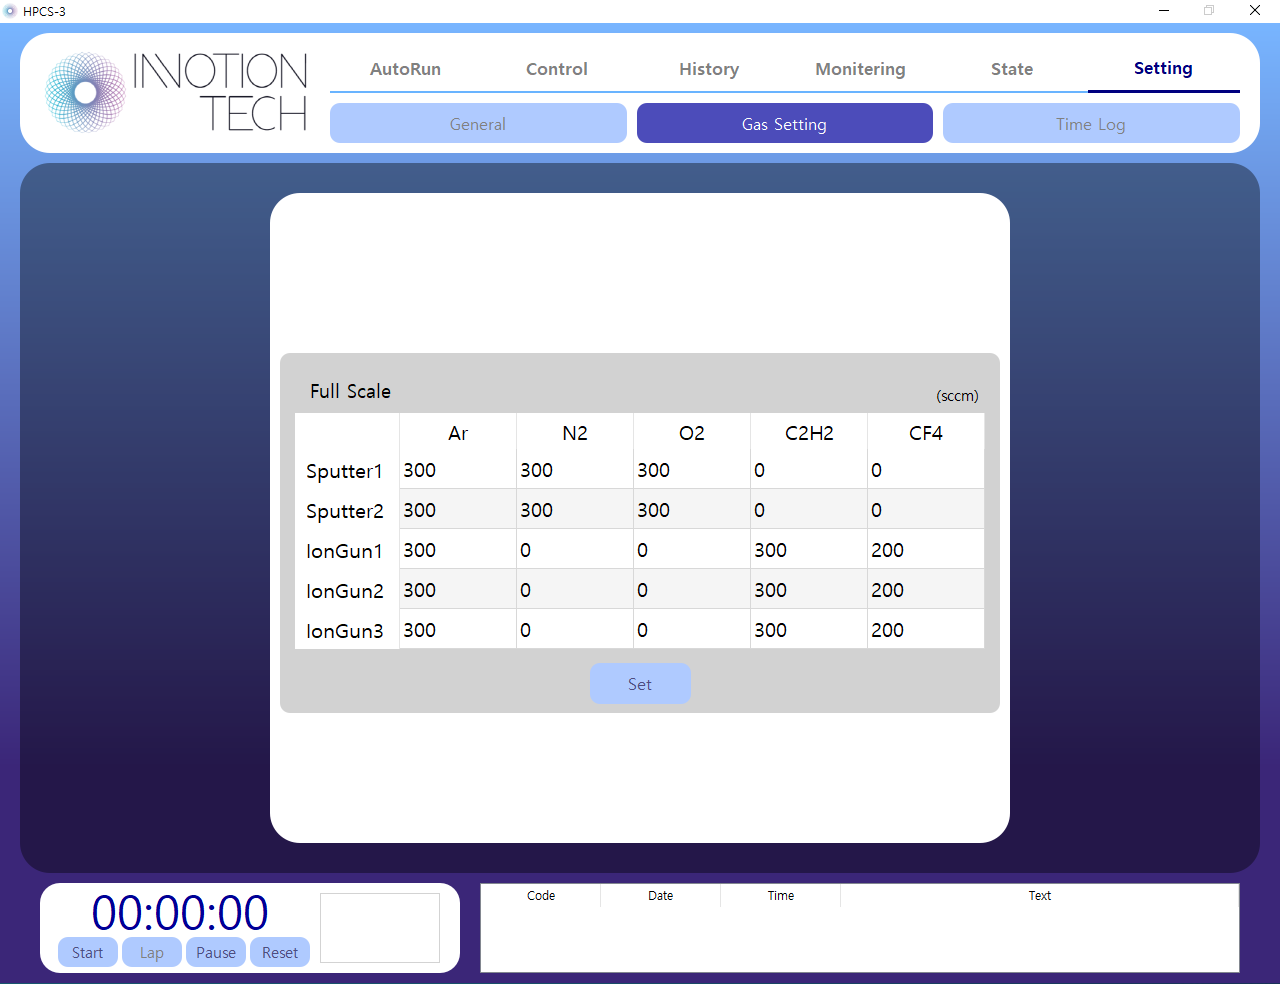 HPCS-3
INNOTION
TECH
AutoRun Control History Monitering State Setting
General Gas Setting Time Log
Full Scale
(sccm)
Ar N2 O2 C2H2 CF4
Sputter1 300 300 300 0 0
Sputter2 300 300 300 0 0
IonGun1 300 0 0 300 200
IonGun2 300 0 0 300 200
IonGun3 300 0 0 300 200
Set
00:00:00
Start Lap Pause Reset
Code Date Time Text